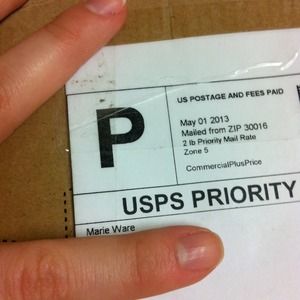 P
US POSTAGE AND FEES PAID
May 01 2013
Mailed from ZIP 30016
2 lb Priority Mail Rate
Zone 5
CommercialPlusPrice
USPS PRIORITY
Marie Ware